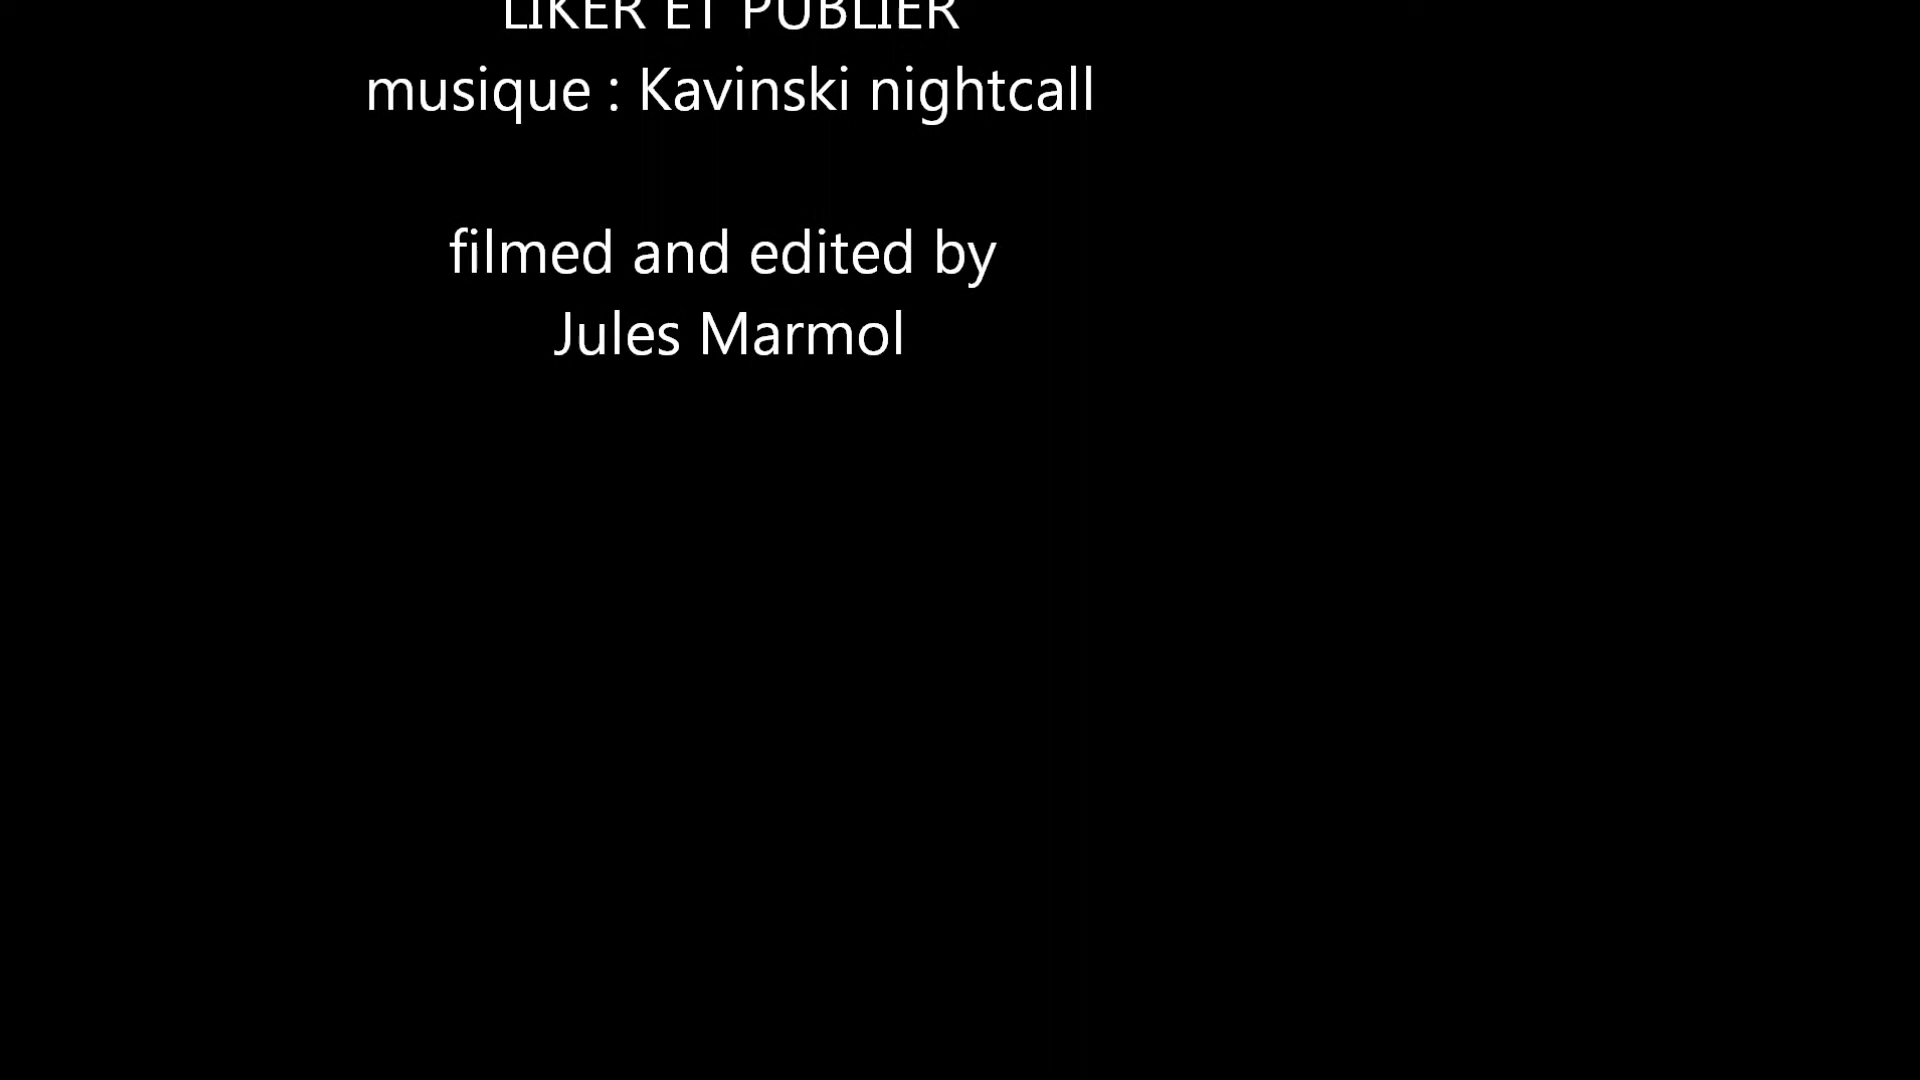 LIKER ET PUBLIER
musique : Kavinski nightcall
filmed and edited by
Jules Marmol